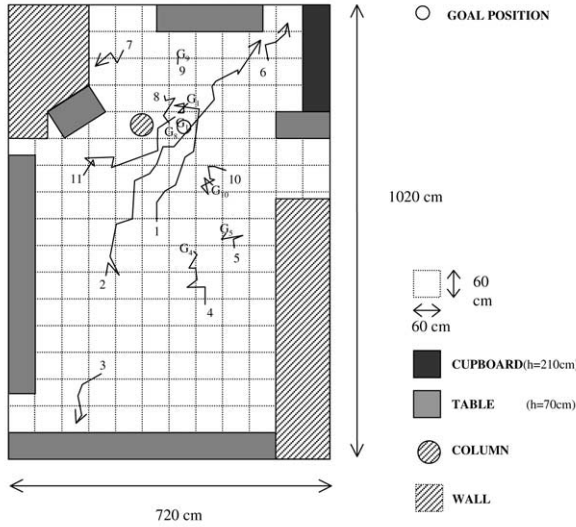 GOAL POSITION
7
G9
9
6
8
G1
G8
11
10
G10
1
G5
5
G4
2
4
3
1020 cm
60
cm
60 cm
CUPBOARD(h=210cm)
TABLE (h=70cm)
COLUMN
WALL
720 cm